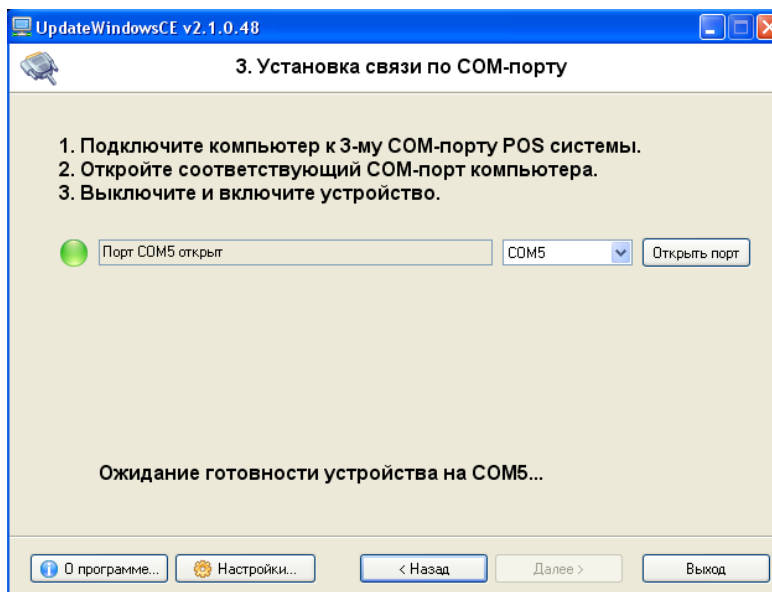 UpdateWindowsCE v2.1.0.48
3. Установка связи по COM-порту
1. Подключите компьютер к 3-му COM-порту POS системы.
2. Откройте соответствующий COM-порт компьютера.
3. Выключите и включите устройство.
Порт COM5 открыт COM5 Открыть порт
Ожидание готовности устройства на COM5...
О программе... Настройки... < Назад Далее > Выход